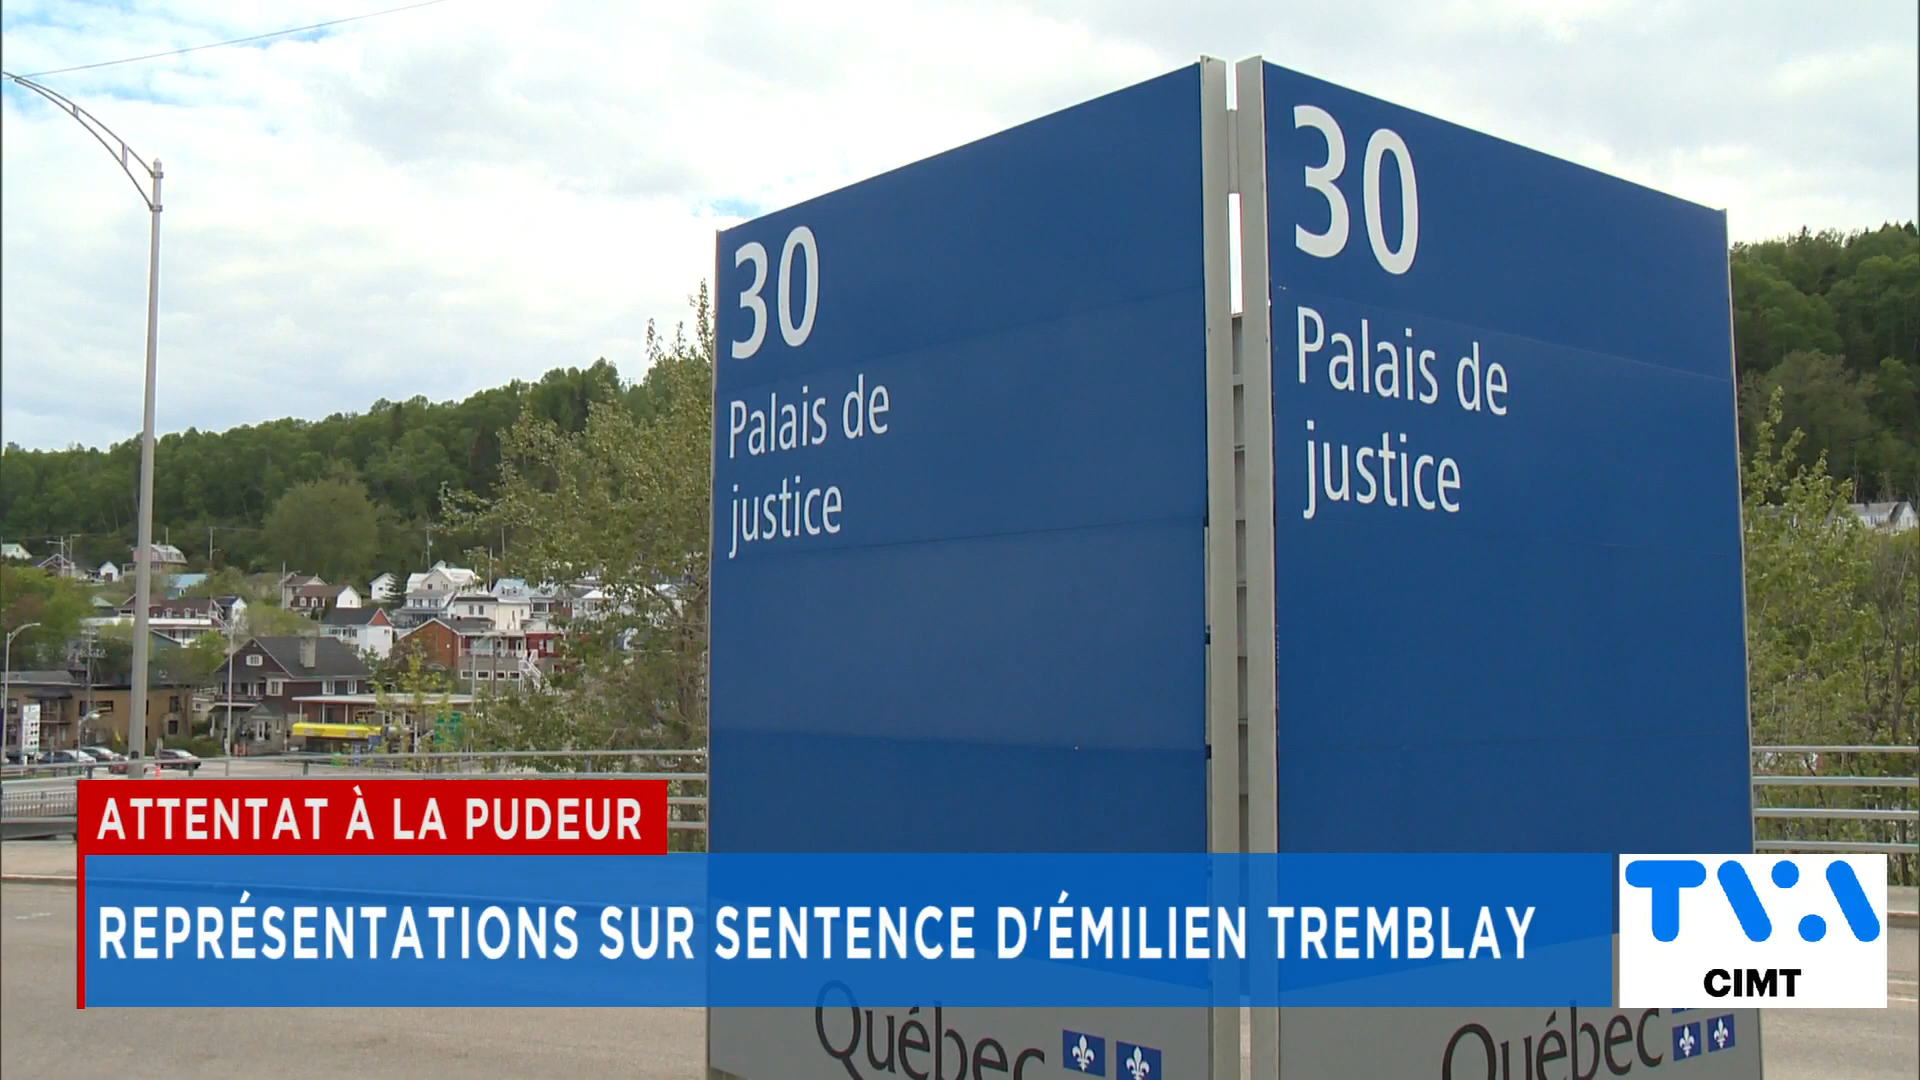 30
Palais de
justice
30
Palais de
justice
ATTENTAT À LA PUDEUR
REPRÉSENTATIONS SUR SENTENCE D'ÉMILIEN TREMBLAY
TVA
CIMT
Québec
Québec